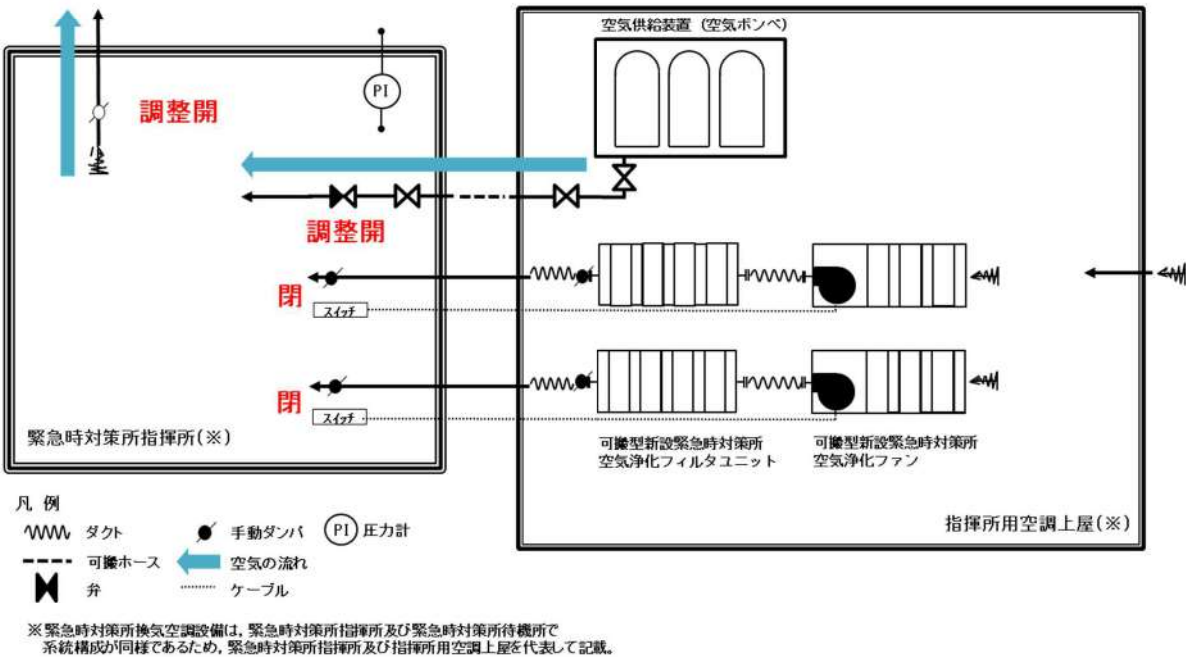 空気供給装置（空気ボンベ）
PI
調整開
調整開
閉
スイッチ
閉
スイッチ
緊急時対策所指揮所(※)
可搬型新設緊急時対策所
空気浄化フィルタユニット
可搬型新設緊急時対策所
空気浄化ファン
指揮所用空調上屋(※)
凡 例
ダクト
手動ダンパ
PI 圧力計
可搬ホース
空気の流れ
弁
ケーブル
※緊急時対策所換気空調設備は，緊急時対策所指揮所及び緊急時対策所待機所で
系統構成が同様であるため，緊急時対策所指揮所及び指揮所用空調上屋を代表して記載。